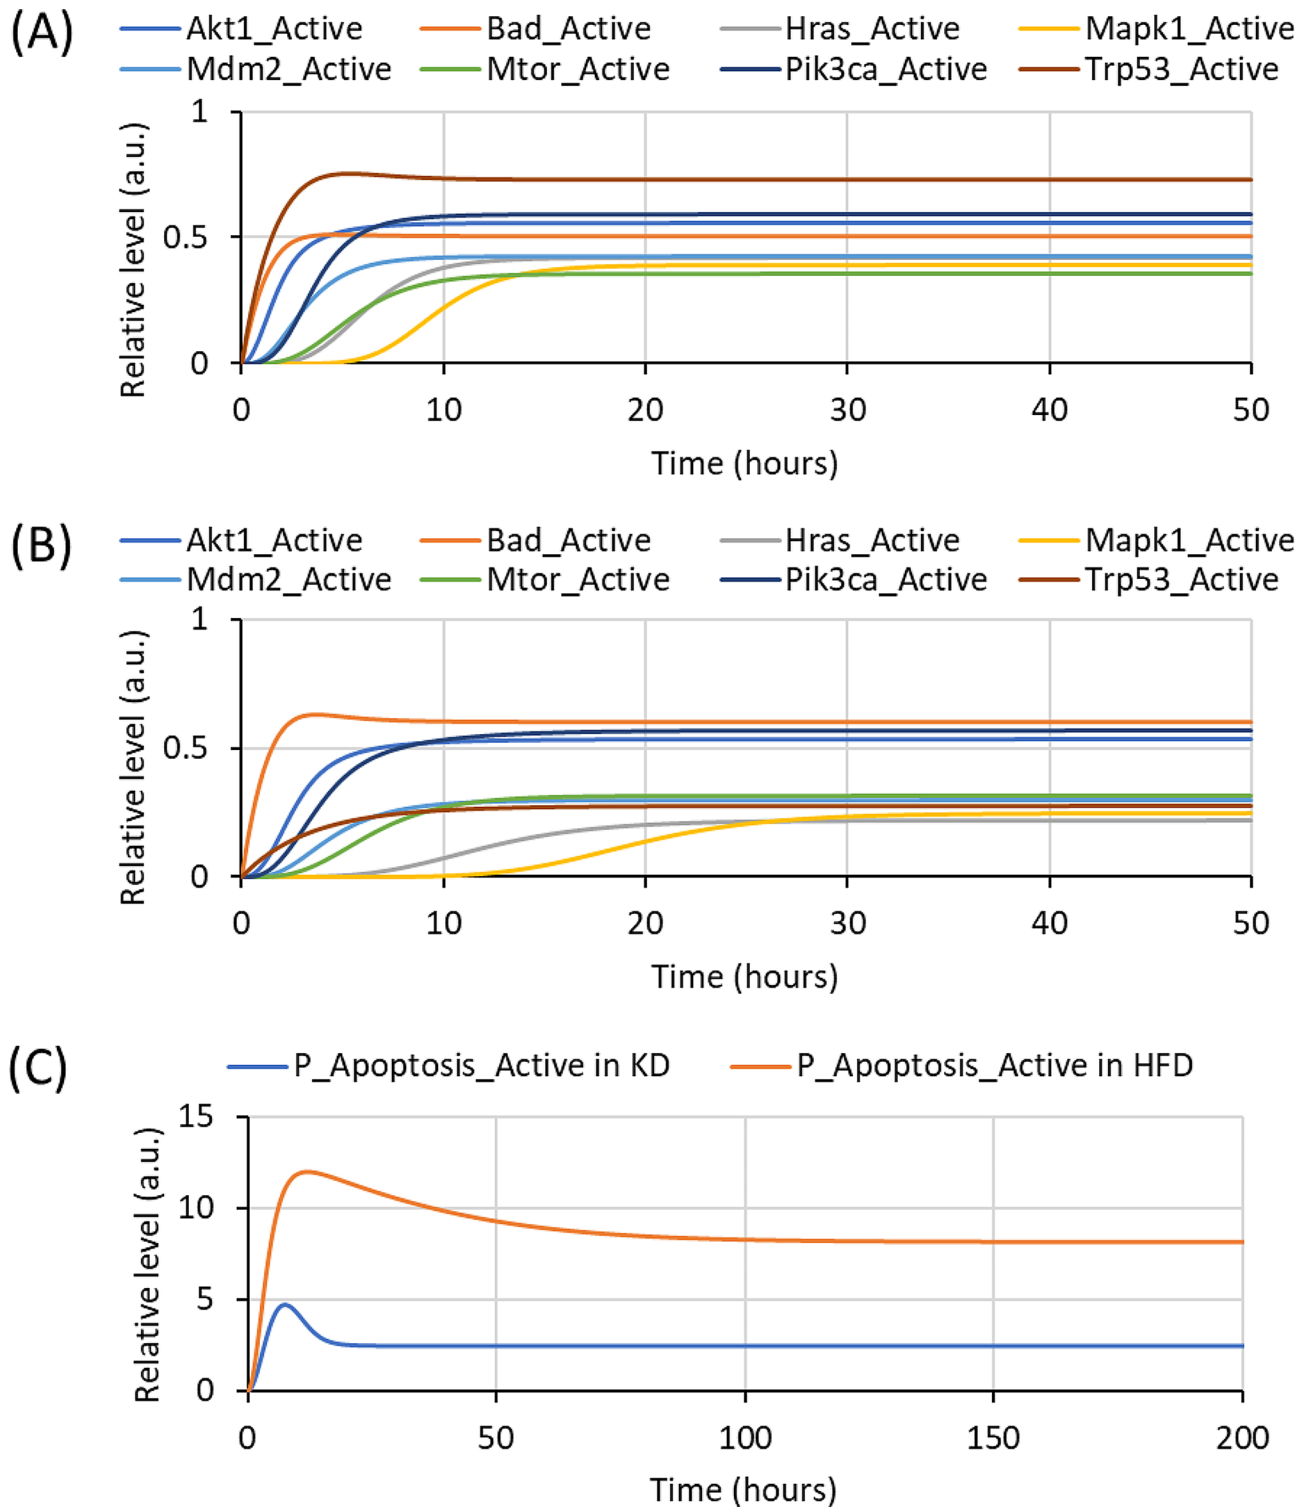 (A)
Akt1_Active Bad_Active Hras_Active Mapk1_Active
Mdm2_Active Mtor_Active Pik3ca_Active Trp53_Active
Relative level (a.u.)
1
0.5
0
0 10 20 30 40 50
Time (hours)
(B)
Akt1_Active Bad_Active Hras_Active Mapk1_Active
Mdm2_Active Mtor_Active Pik3ca_Active Trp53_Active
Relative level (a.u.)
1
0.5
0
0 10 20 30 40 50
Time (hours)
(C)
P_Apoptosis_Active in KD P_Apoptosis_Active in HFD
Relative level (a.u.)
15
10
5
0
0 50 100 150 200
Time (hours)